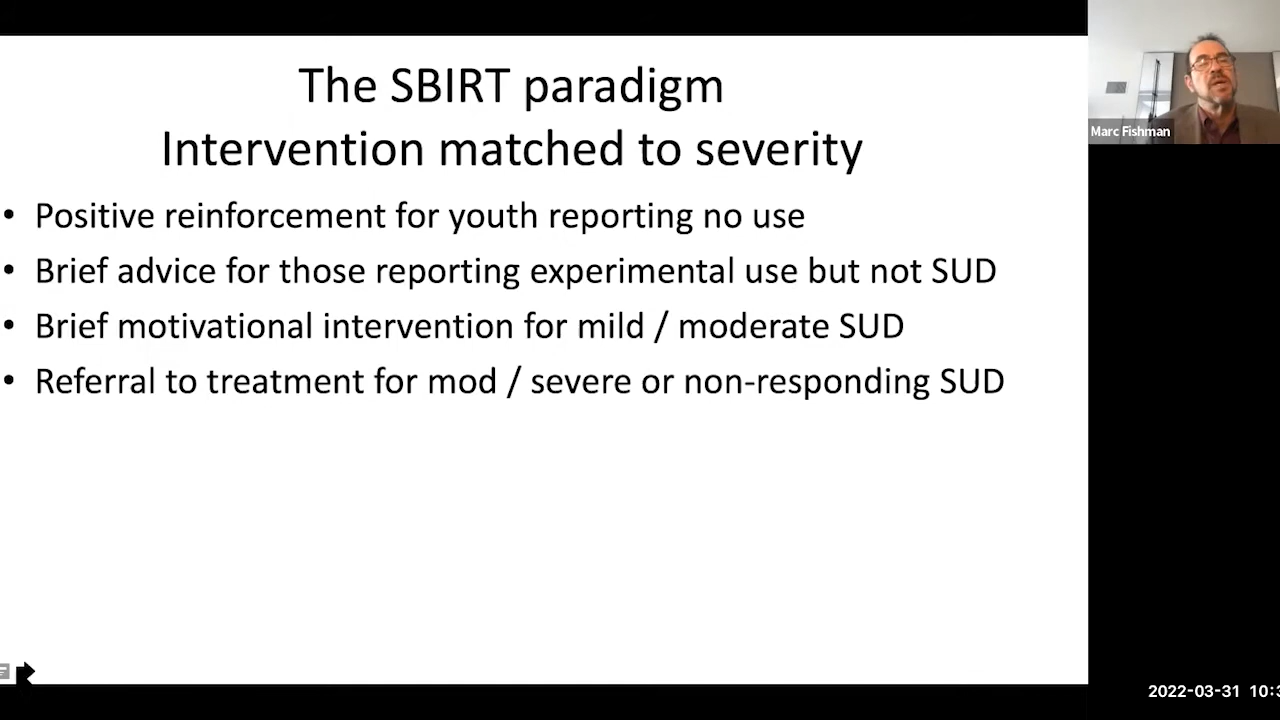 The SBIRT paradigm
Intervention matched to severity
• Positive reinforcement for youth reporting no use
• Brief advice for those reporting experimental use but not SUD
• Brief motivational intervention for mild / moderate SUD
• Referral to treatment for mod / severe or non-responding SUD
Marc Fishman
2022-03-31